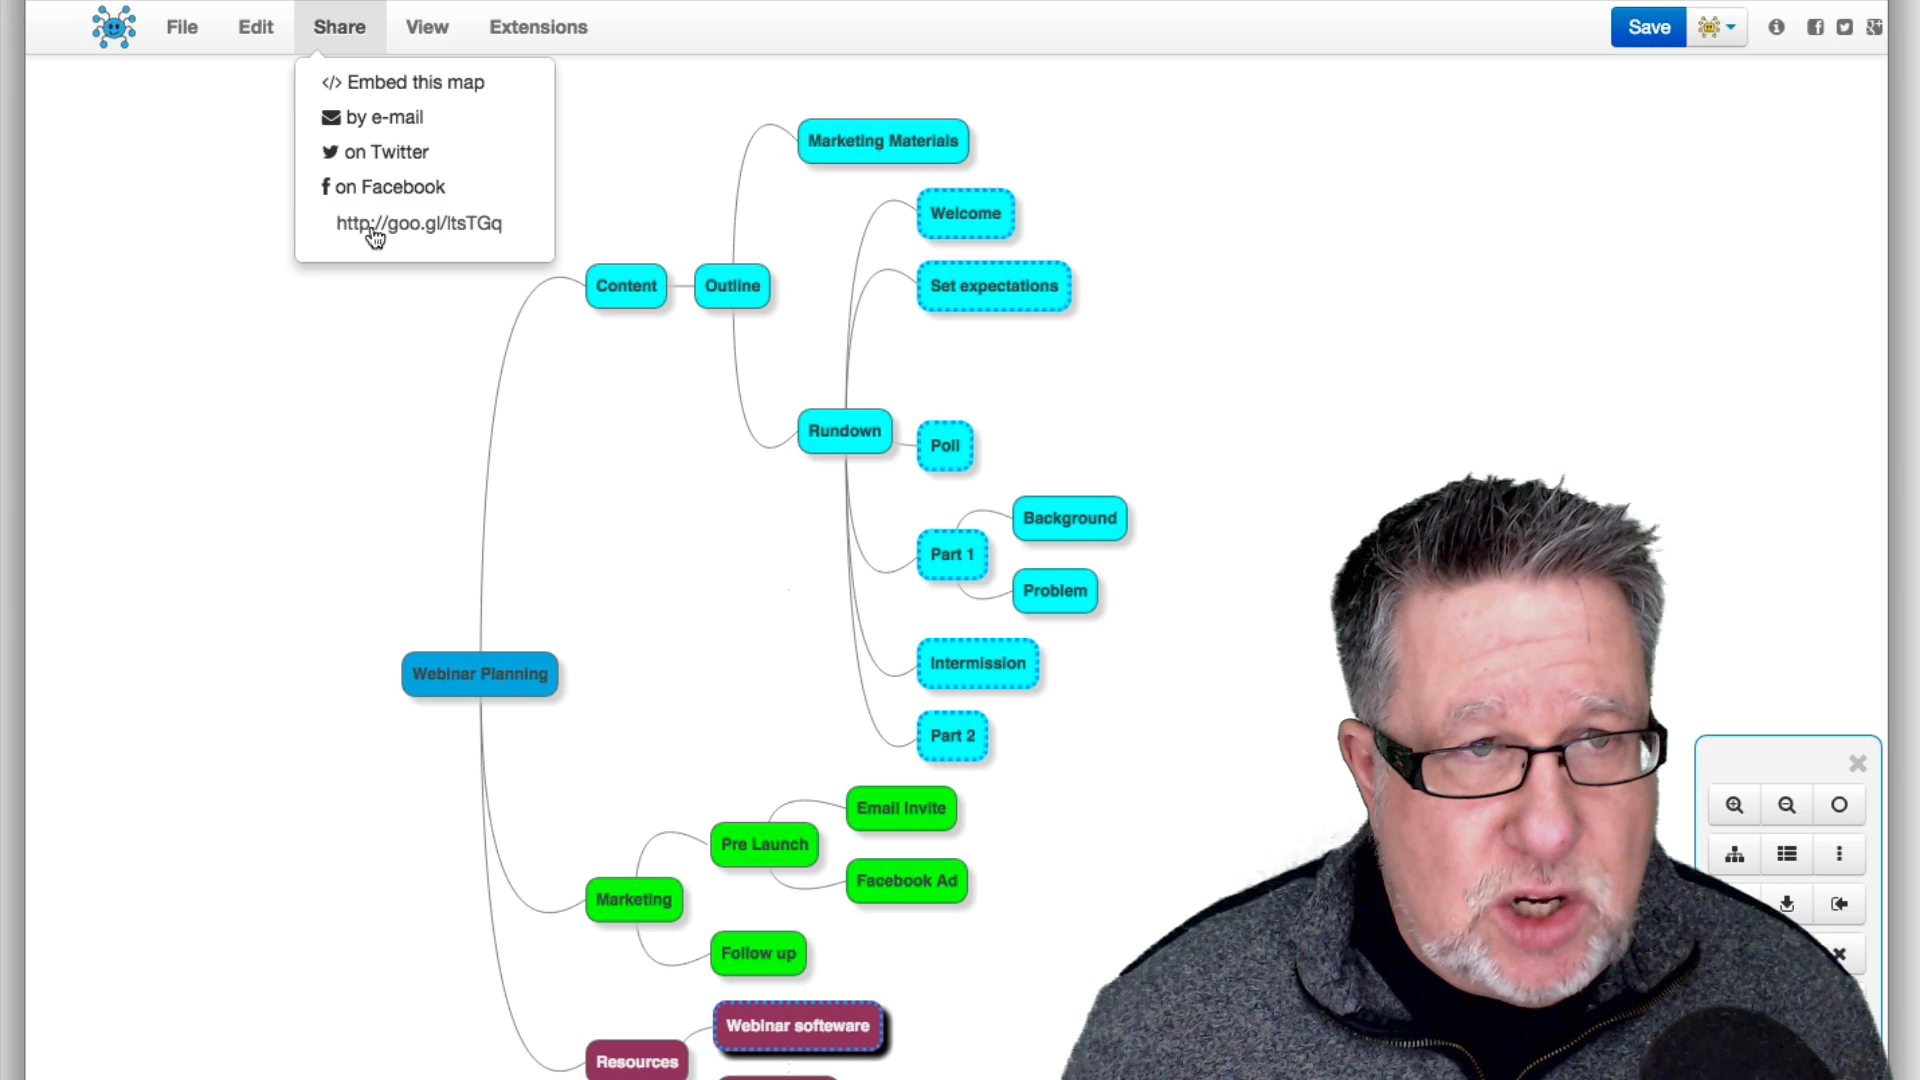 File Edit Share View Extensions Save
</> Embed this map
by e-mail
on Twitter
on Facebook
http://goo.gl/ltsTGq
Marketing Materials
Welcome
Content
Outline
Set expectations
Rundown
Poll
Background
Part 1
Problem
Intermission
Webinar Planning
Part 2
Email Invite
Pre Launch
Facebook Ad
Marketing
Follow up
Webinar softeware
Resources